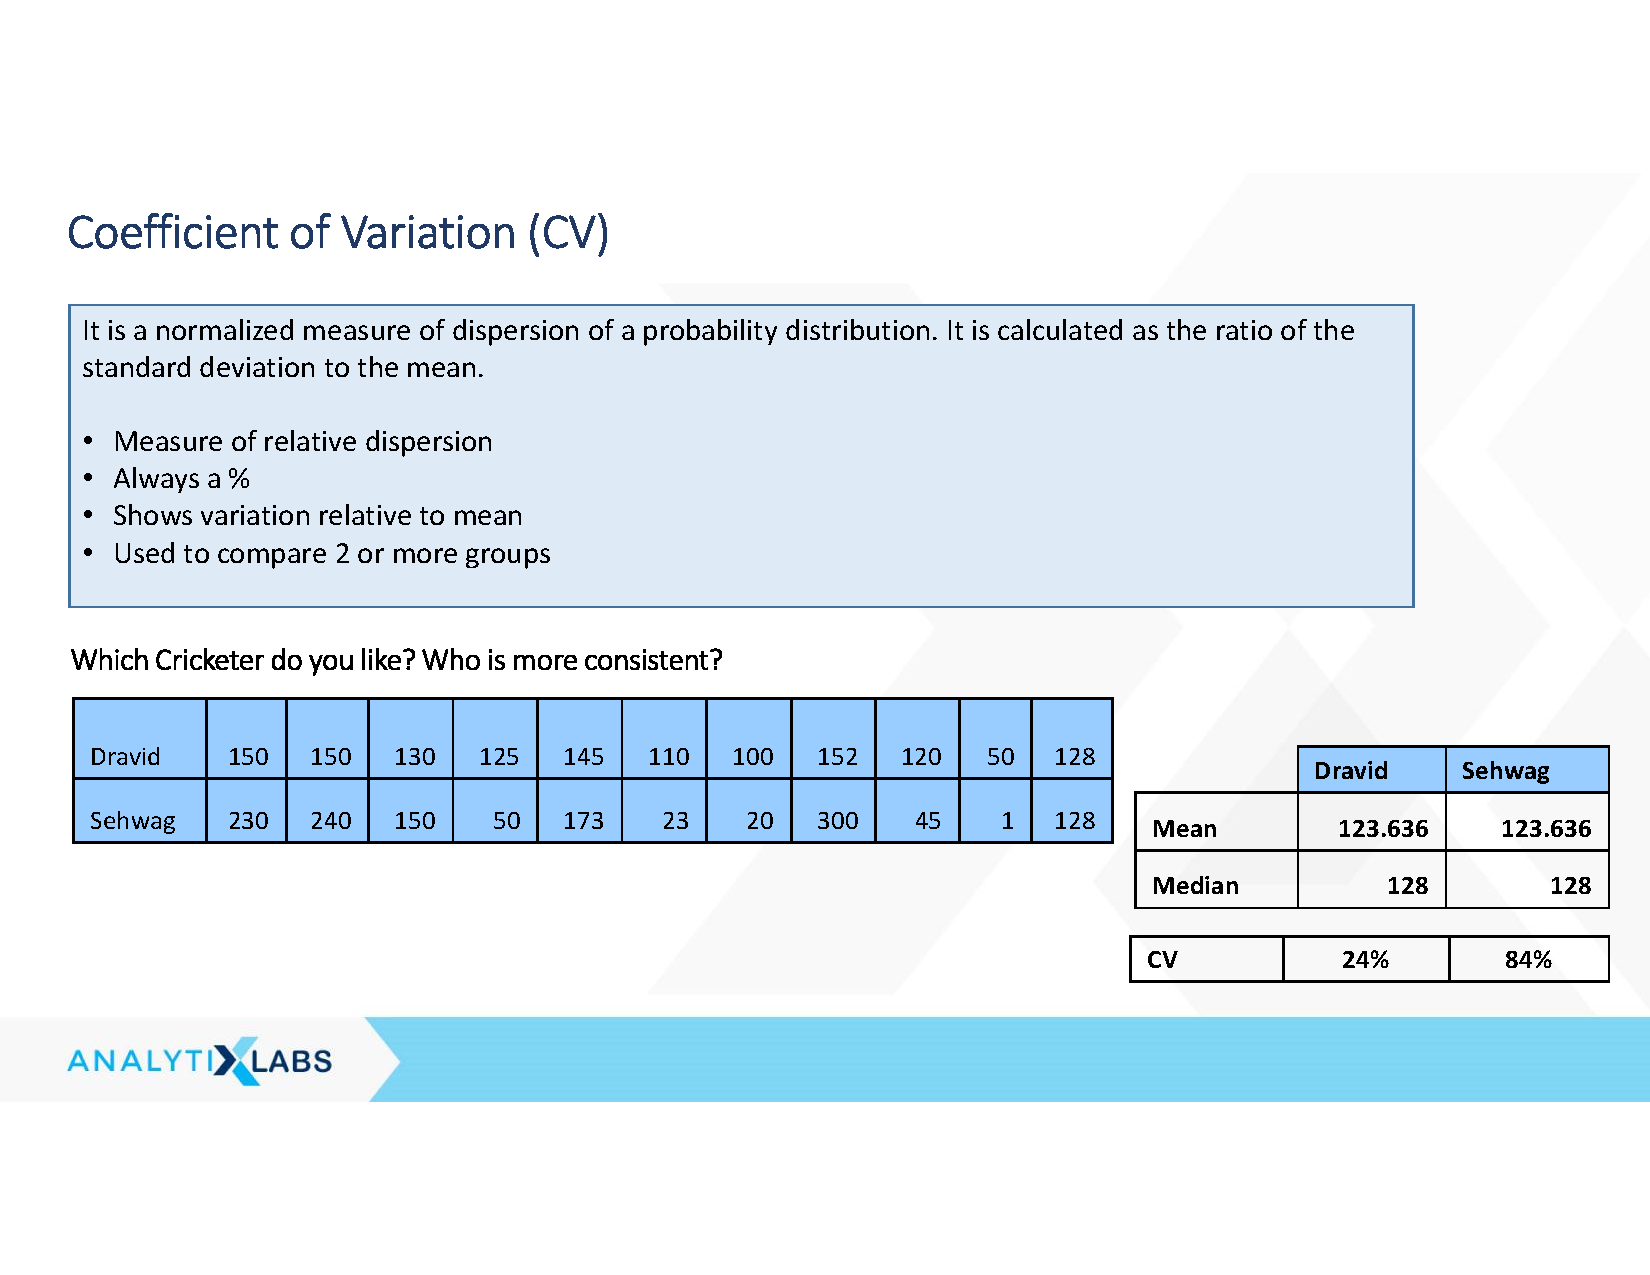 Coefficient of Variation (CV)
It is a normalized measure of dispersion of a probability distribution. It is calculated as the ratio of the
standard deviation to the mean.
• Measure of relative dispersion
• Always a %
• Shows variation relative to mean
• Used to compare 2 or more groups
Which Cricketer do you like? Who is more consistent?
Dravid 150 150 130 125 145 110 100 152 120 50 128
Sehwag 230 240 150 50 173 23 20 300 45 1 128
Dravid Sehwag
Mean 123.636 123.636
Median 128 128
CV 24% 84%
ANALYTIXLABS